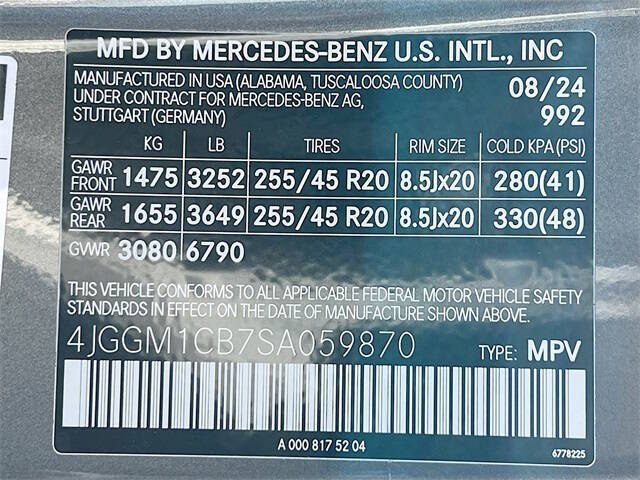 MFD BY MERCEDES-BENZ U.S. INTL., INC
MANUFACTURED IN USA (ALABAMA, TUSCALOOSA COUNTY) 08/24
UNDER CONTRACT FOR MERCEDES-BENZ AG,
STUTTGART (GERMANY) 992
KG LB TIRES RIM SIZE COLD KPA (PSI)
GAWR FRONT 1475 3252 255/45 R20 8.5Jx20 280(41)
GAWR REAR 1655 3649 255/45 R20 8.5Jx20 330(48)
GVWR 3080 6790
THIS VEHICLE CONFORMS TO ALL APPLICABLE FEDERAL MOTOR VEHICLE SAFETY
STANDARDS IN EFFECT ON THE DATE OF MANUFACTURE SHOWN ABOVE.
4JGGM1CB7SA059870 TYPE: MPV
A 000 817 52 04
6778225